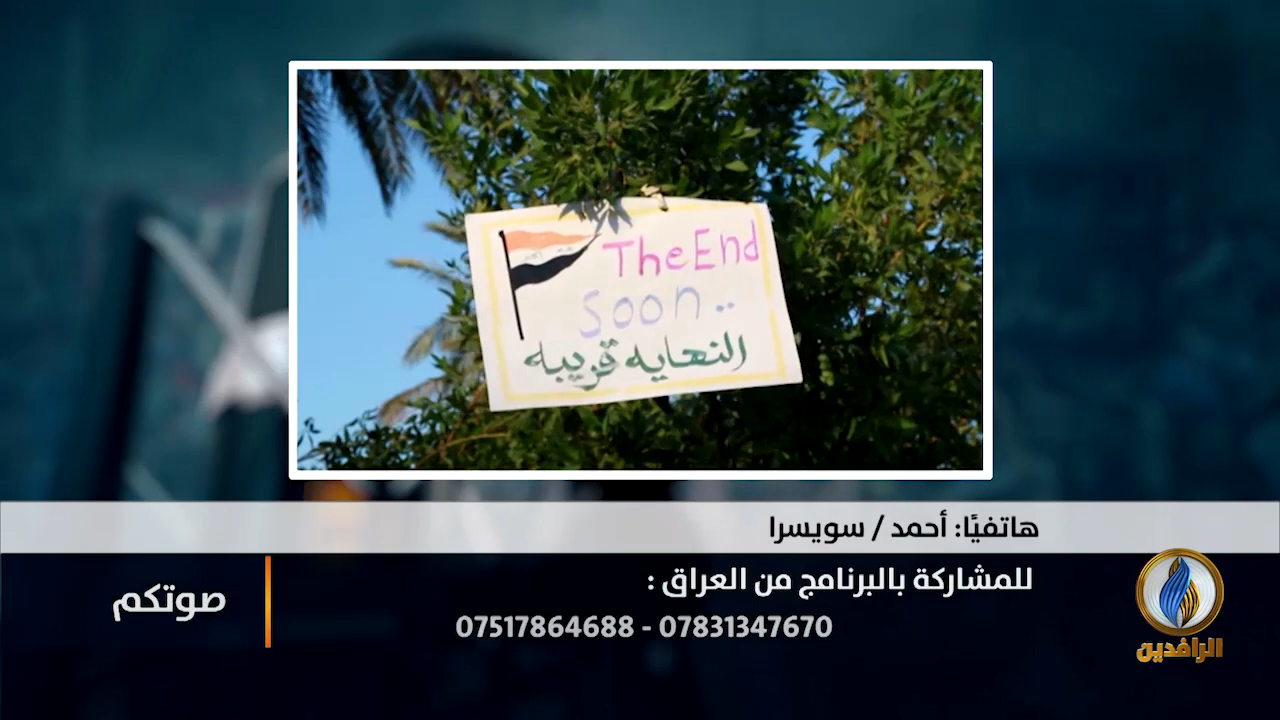 The End
Soon ..
النهايه قريبه
هاتفيًا: أحمد / سويسرا
للمشاركة بالبرنامج من العراق :
07517864688 - 07831347670
صوتكم
الرافدين